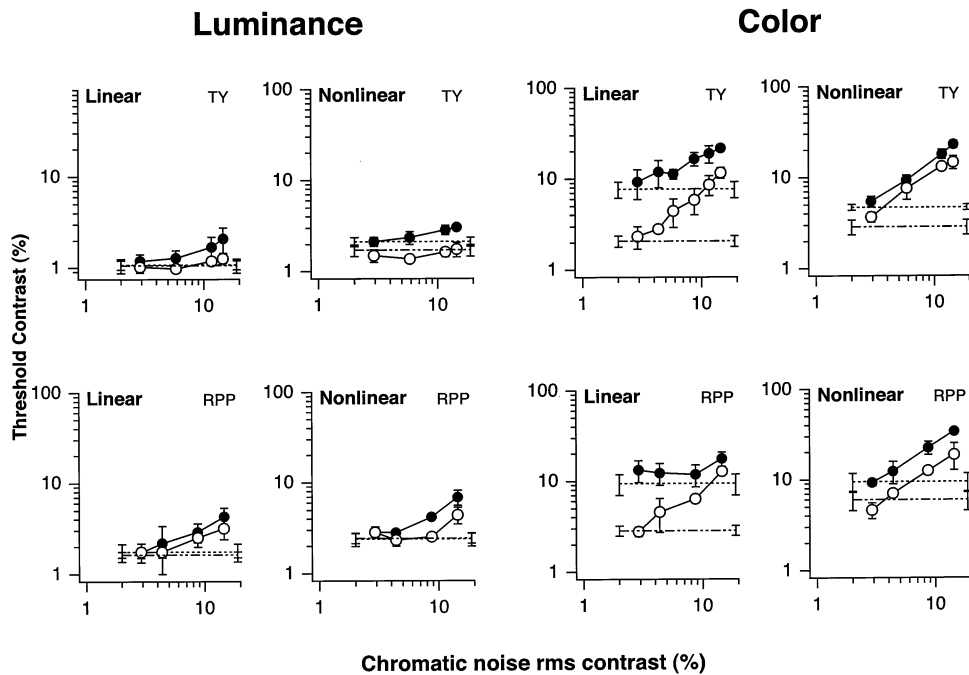 Luminance Color
Linear TY
10
1
1 10
Nonlinear TY
100
10
1
1 10
Linear TY
100
10
1
1 10
Nonlinear TY
100
10
1
1 10
Threshold Contrast (%)
Linear RPP
100
10
1
1 10
Nonlinear RPP
100
10
1
1 10
Linear RPP
100
10
1
1 10
Nonlinear RPP
100
10
1
1 10
Chromatic noise rms contrast (%)